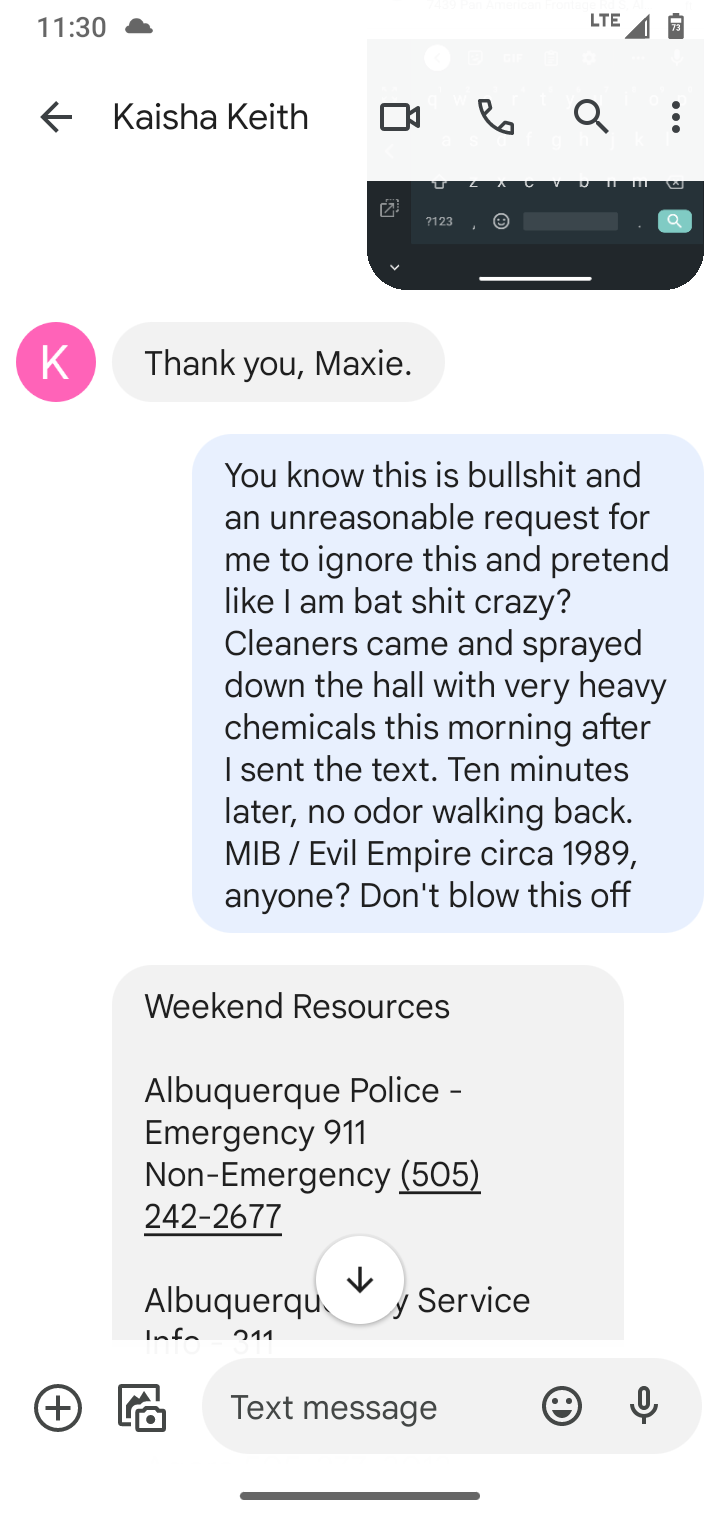 11:30
LTE
73
Kaisha Keith
z x c v b n m
?123 , .
K
Thank you, Maxie.
You know this is bullshit and
an unreasonable request for
me to ignore this and pretend
like I am bat shit crazy?
Cleaners came and sprayed
down the hall with very heavy
chemicals this morning after
I sent the text. Ten minutes
later, no odor walking back.
MIB / Evil Empire circa 1989,
anyone? Don't blow this off
Weekend Resources
Albuquerque Police -
Emergency 911
Non-Emergency (505)
242-2677
Service
Info - 311
Text message